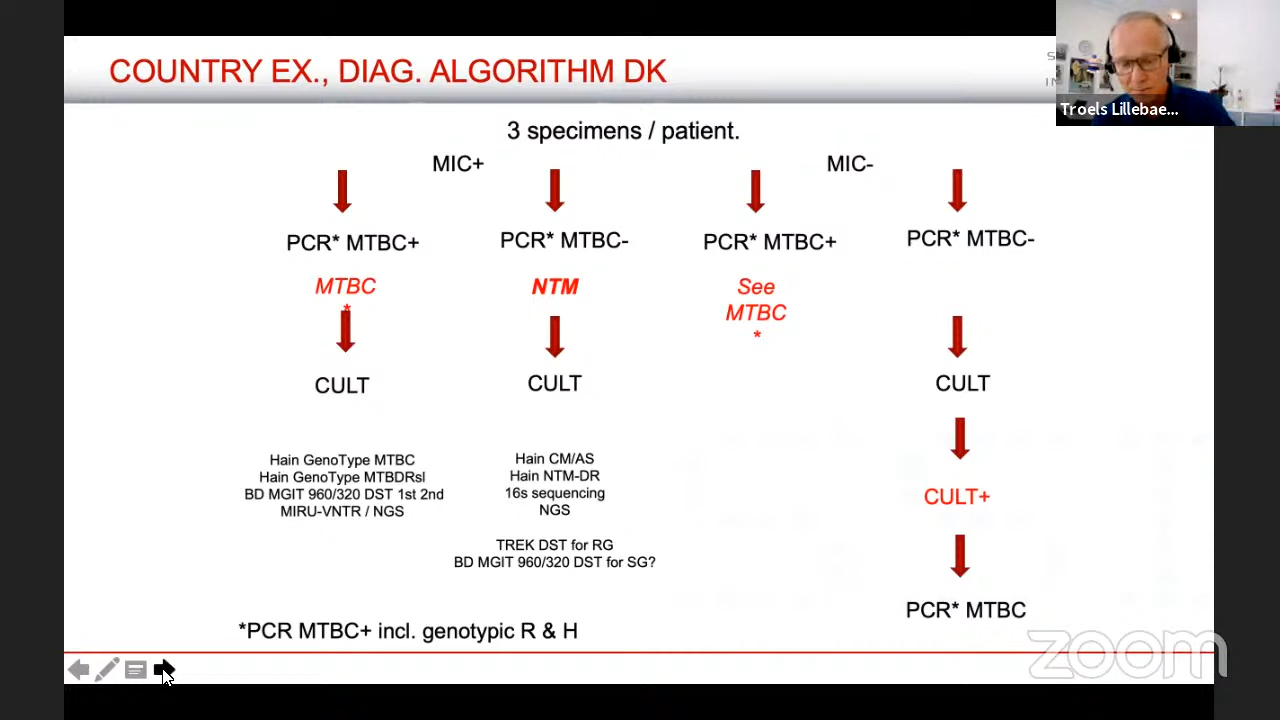 COUNTRY EX., DIAG. ALGORITHM DK
Troels Lillebae...
3 specimens / patient.
MIC+
MIC-
PCR* MTBC+
PCR* MTBC-
PCR* MTBC+
PCR* MTBC-
MTBC
*
NTM
See
MTBC
*
CULT
CULT
CULT
Hain GenoType MTBC
Hain GenoType MTBDRsl
BD MGIT 960/320 DST 1st 2nd
MIRU-VNTR / NGS
Hain CM/AS
Hain NTM-DR
16s sequencing
NGS
TREK DST for RG
BD MGIT 960/320 DST for SG?
CULT+
PCR* MTBC
*PCR MTBC+ incl. genotypic R & H
zoom